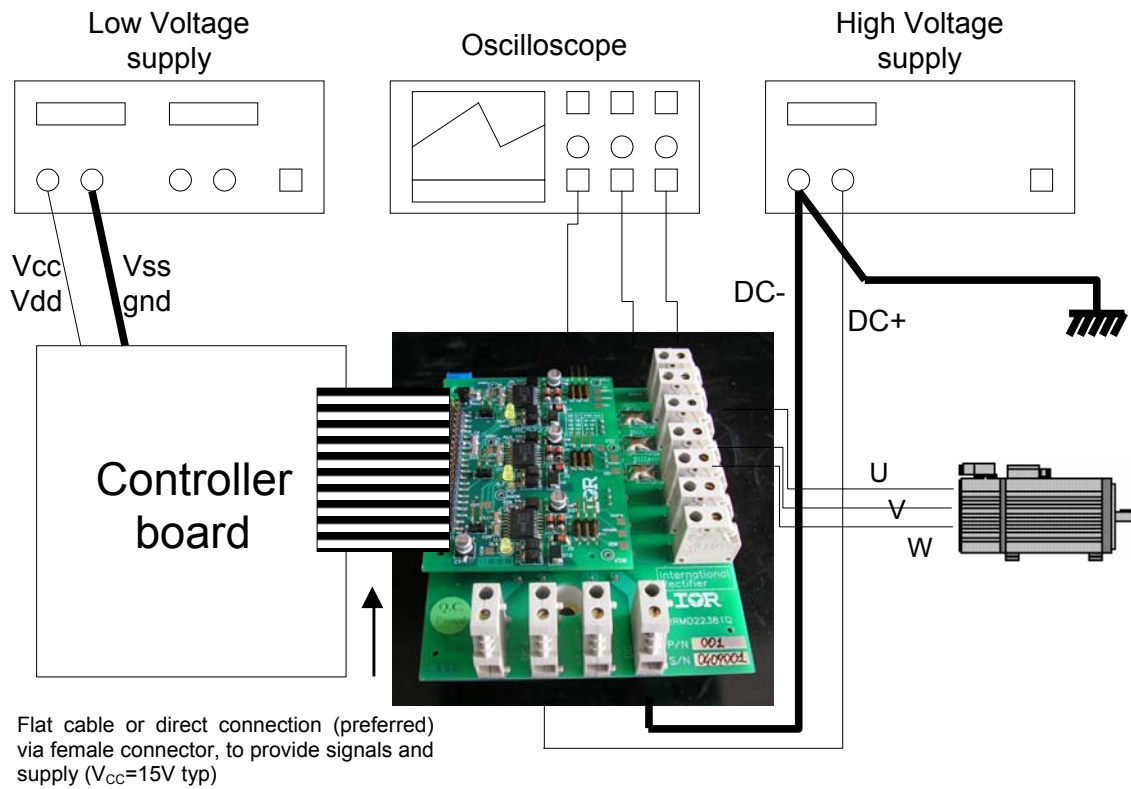 Low Voltage
supply
Oscilloscope
High Voltage
supply
Vcc
Vdd
Vss
gnd
DC-
DC+
Controller
board
U
V
W
IOR
International
Rectifier
IOR
IRMD22381Q
P/N 001
S/N 0409001
Q.C.
Flat cable or direct connection (preferred)
via female connector, to provide signals and
supply (VCC=15V typ)